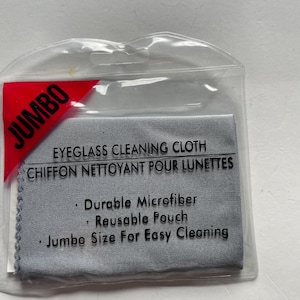 JUMBO
EYEGLASS CLEANING CLOTH
CHIFFON NETTOYANT POUR LUNETTES
· Durable Microfiber
· Reusable Pouch
· Jumbo Size For Easy Cleaning